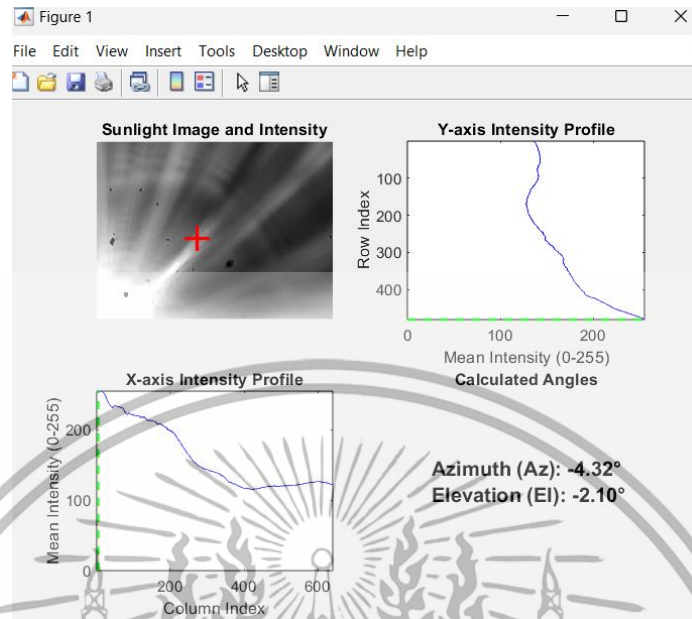 Figure 1
File Edit View Insert Tools Desktop Window Help
Sunlight Image and Intensity
Y-axis Intensity Profile
Row Index
100
200
300
400
0 100 200
Mean Intensity (0-255)
X-axis Intensity Profile
Mean Intensity (0-255)
200
100
0
200 400 600
Column Index
Calculated Angles
Azimuth (Az): -4.32°
Elevation (El): -2.10°